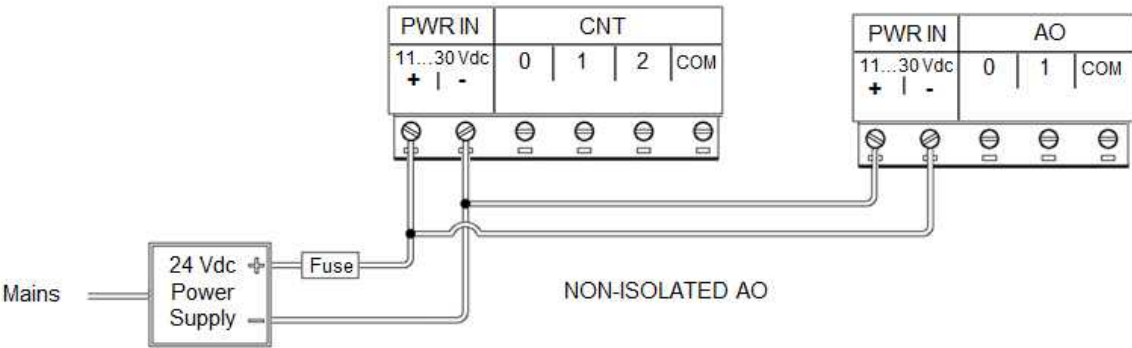 PWR IN CNT
11...30 Vdc 0 1 2 COM
+ | -
PWR IN AO
11...30 Vdc 0 1 COM
+ | -
24 Vdc +
Power
Supply −
Fuse
Mains
NON-ISOLATED AO